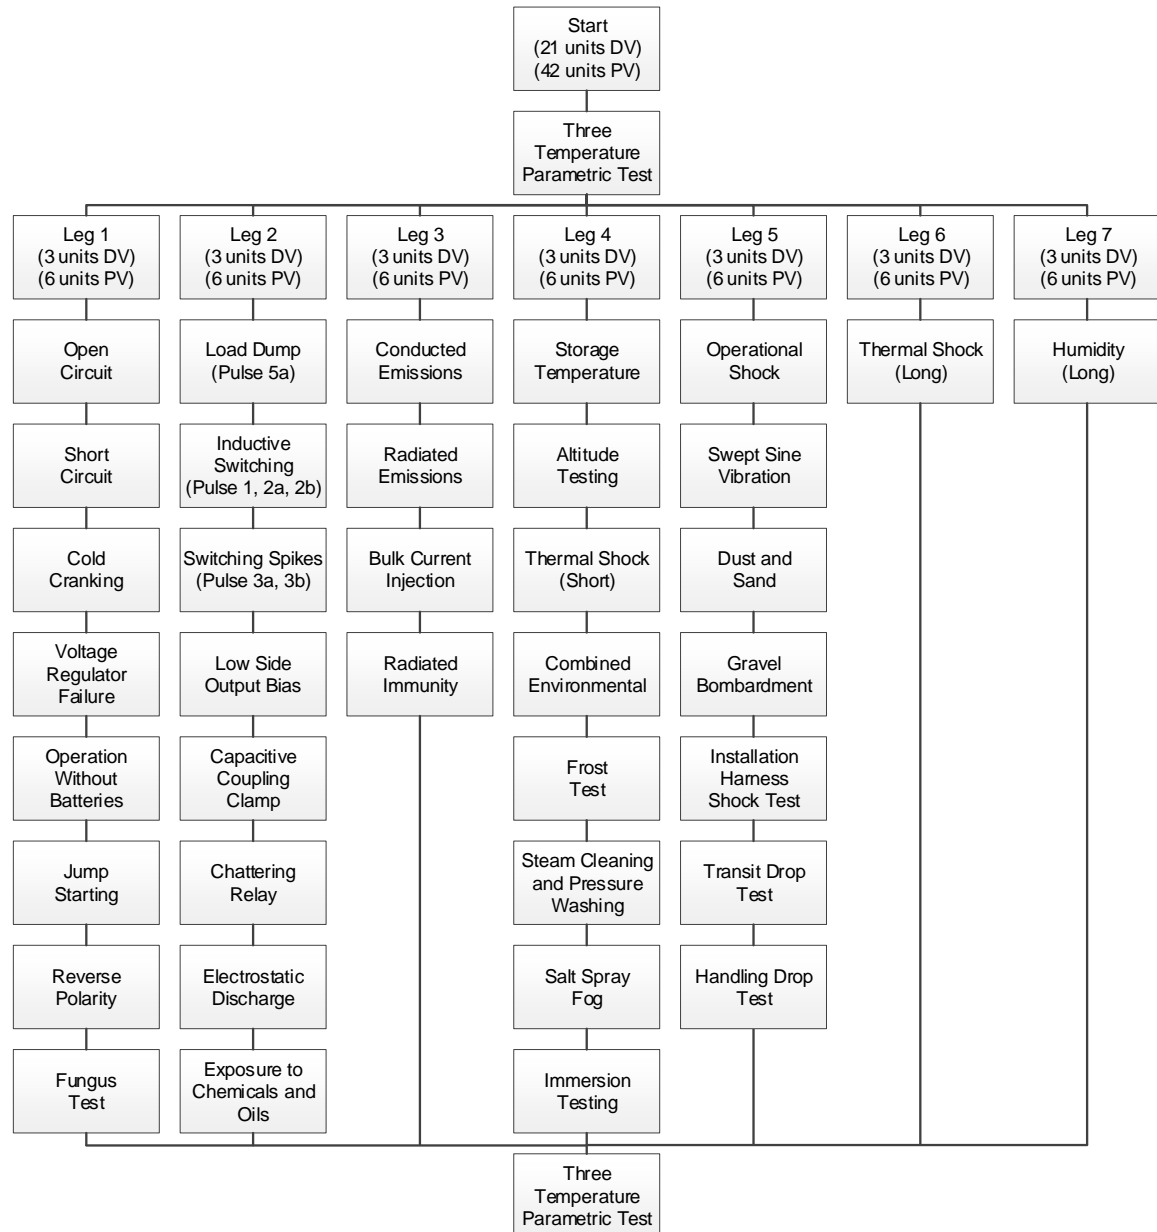 Start
(21 units DV)
(42 units PV)
Three
Temperature
Parametric Test
Leg 1
(3 units DV)
(6 units PV)
Leg 2
(3 units DV)
(6 units PV)
Leg 3
(3 units DV)
(6 units PV)
Leg 4
(3 units DV)
(6 units PV)
Leg 5
(3 units DV)
(6 units PV)
Leg 6
(3 units DV)
(6 units PV)
Leg 7
(3 units DV)
(6 units PV)
Open
Circuit
Load Dump
(Pulse 5a)
Conducted
Emissions
Storage
Temperature
Operational
Shock
Thermal Shock
(Long)
Humidity
(Long)
Short
Circuit
Inductive
Switching
(Pulse 1, 2a, 2b)
Radiated
Emissions
Altitude
Testing
Swept Sine
Vibration
Cold
Cranking
Switching Spikes
(Pulse 3a, 3b)
Bulk Current
Injection
Thermal Shock
(Short)
Dust and
Sand
Voltage
Regulator
Failure
Low Side
Output Bias
Radiated
Immunity
Combined
Environmental
Gravel
Bombardment
Operation
Without
Batteries
Capacitive
Coupling
Clamp
Frost
Test
Installation
Harness
Shock Test
Jump
Starting
Chattering
Relay
Steam Cleaning
and Pressure
Washing
Transit Drop
Test
Reverse
Polarity
Electrostatic
Discharge
Salt Spray
Fog
Handling Drop
Test
Fungus
Test
Exposure to
Chemicals and
Oils
Immersion
Testing
Three
Temperature
Parametric Test